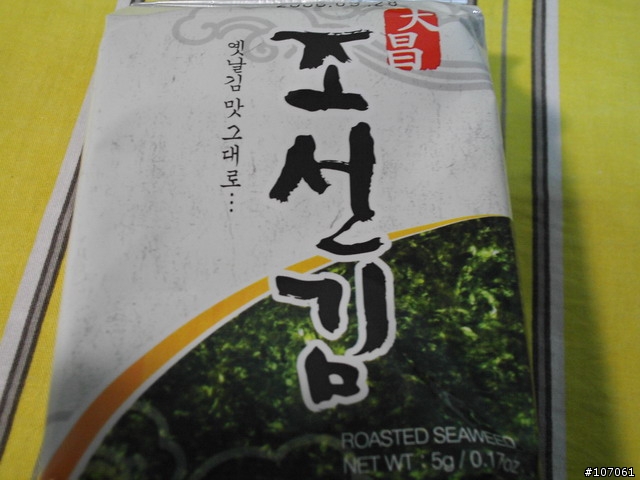 大昌
조선김
옛날김 맛 그대로...
ROASTED SEAWEED
NET WT : 5g / 0.17oz
#107061